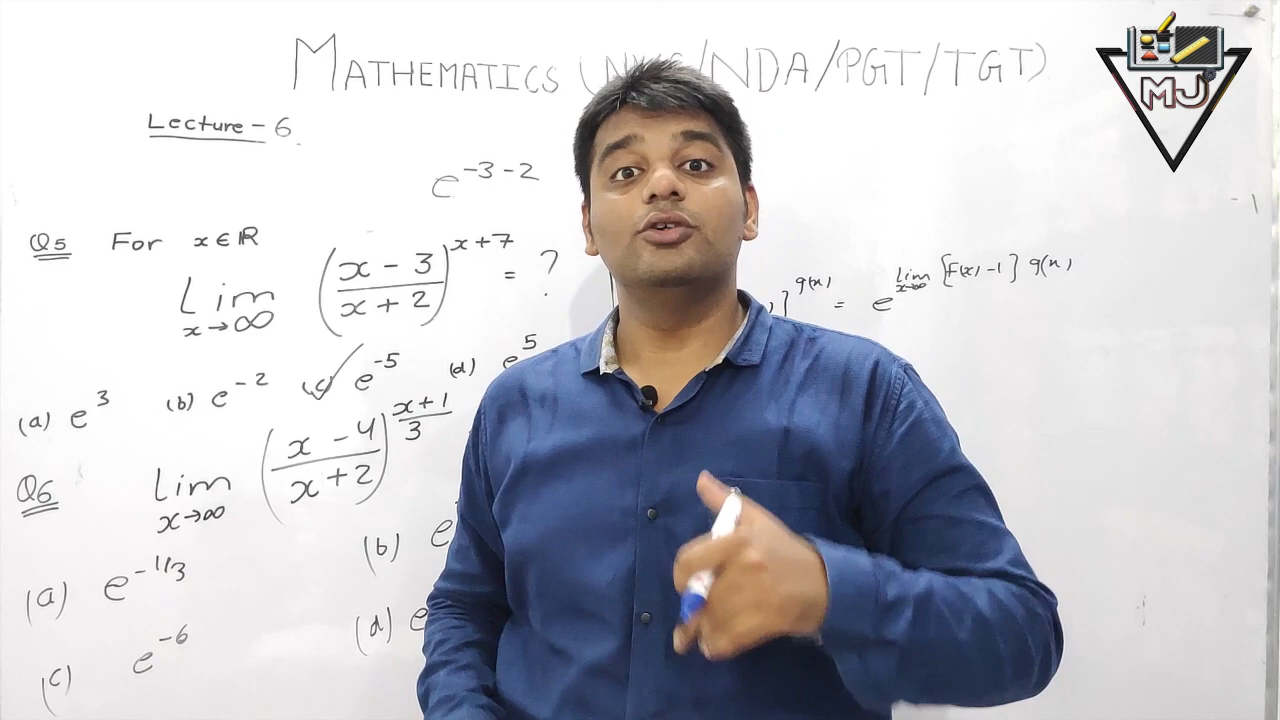 MATHEMATICS (NVS/NDA/PGT/TGT)
MJ
Lecture - 6
e^{-3-2}
Q5 For x∈ℝ
Lim x→∞ ((x-3)/(x+2))^{x+7} = ?
]^{g(x)} = e^{Lim x→∞ [F(x)-1] g(x)}
(a) e^3 (b) e^{-2} (c) ✓ e^{-5} (d) e^5
Q6 Lim x→∞ ((x-4)/(x+2))^{(x+1)/3}
(a) e^{-1/3} (b) e
(c) e^{-6} (d) e